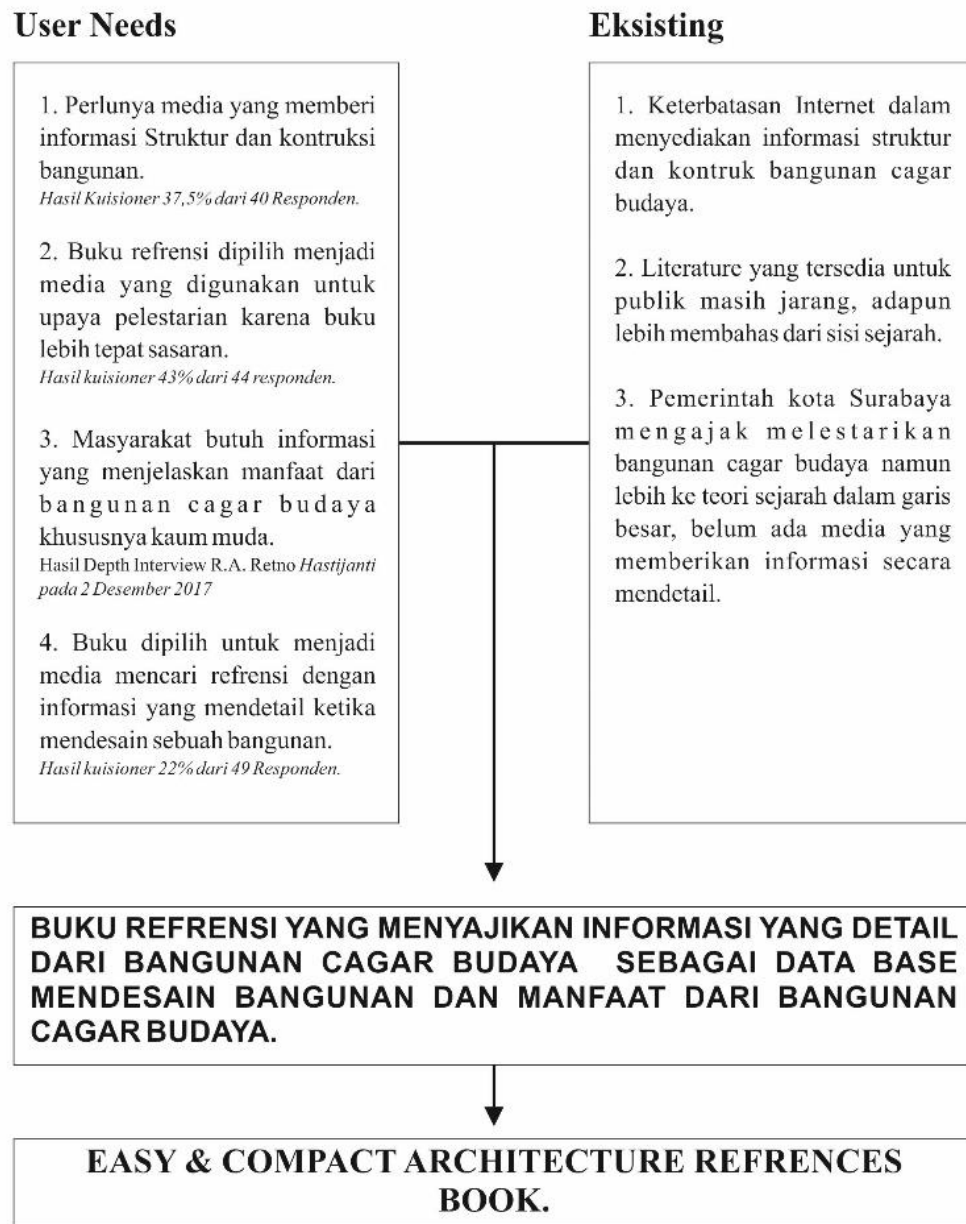 User Needs
1. Perlunya media yang memberi
informasi Struktur dan kontruksi
bangunan.
Hasil Kuisioner 37,5% dari 40 Responden.
2. Buku refrensi dipilih menjadi
media yang digunakan untuk
upaya pelestarian karena buku
lebih tepat sasaran.
Hasil kuisioner 43% dari 44 responden.
3. Masyarakat butuh informasi
yang menjelaskan manfaat dari
bangunan cagar budaya
khususnya kaum muda.
Hasil Depth Interview R.A. Retno Hastijanti
pada 2 Desember 2017
4. Buku dipilih untuk menjadi
media mencari refrensi dengan
informasi yang mendetail ketika
mendesain sebuah bangunan.
Hasil kuisioner 22% dari 49 Responden.
Eksisting
1. Keterbatasan Internet dalam
menyediakan informasi struktur
dan kontruk bangunan cagar
budaya.
2. Literature yang tersedia untuk
publik masih jarang, adapun
lebih membahas dari sisi sejarah.
3. Pemerintah kota Surabaya
mengajak melestarikan
bangunan cagar budaya namun
lebih ke teori sejarah dalam garis
besar, belum ada media yang
memberikan informasi secara
mendetail.
BUKU REFRENSI YANG MENYAJIKAN INFORMASI YANG DETAIL
DARI BANGUNAN CAGAR BUDAYA SEBAGAI DATA BASE
MENDESAIN BANGUNAN DAN MANFAAT DARI BANGUNAN
CAGAR BUDAYA.
EASY & COMPACT ARCHITECTURE REFRENCES
BOOK.